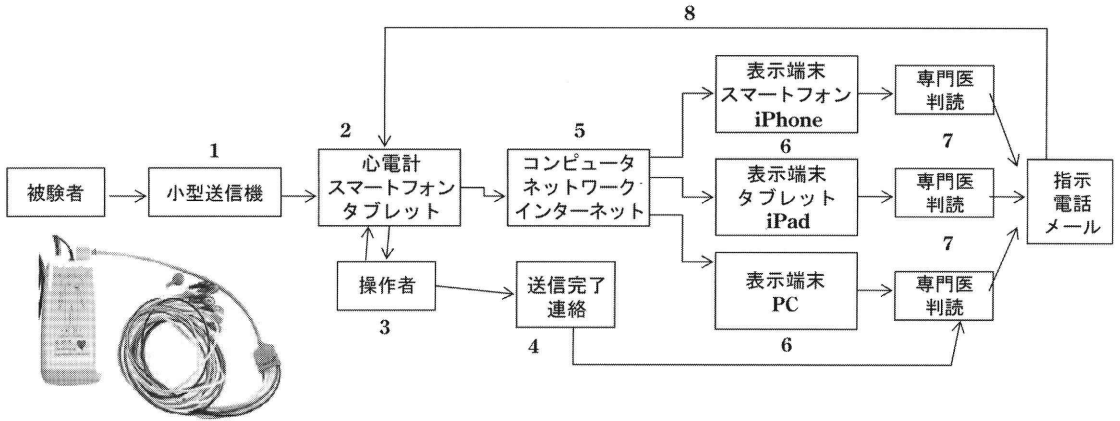 8
表示端末
スマートフォン
iPhone
専門医
判読
1
2
5
6
7
被験者
小型送信機
心電計
スマートフォン
タブレット
コンピュータ
ネットワーク
インターネット
表示端末
タブレット
iPad
専門医
判読
指示
電話
メール
7
操作者
3
送信完了
連絡
4
表示端末
PC
6
専門医
判読